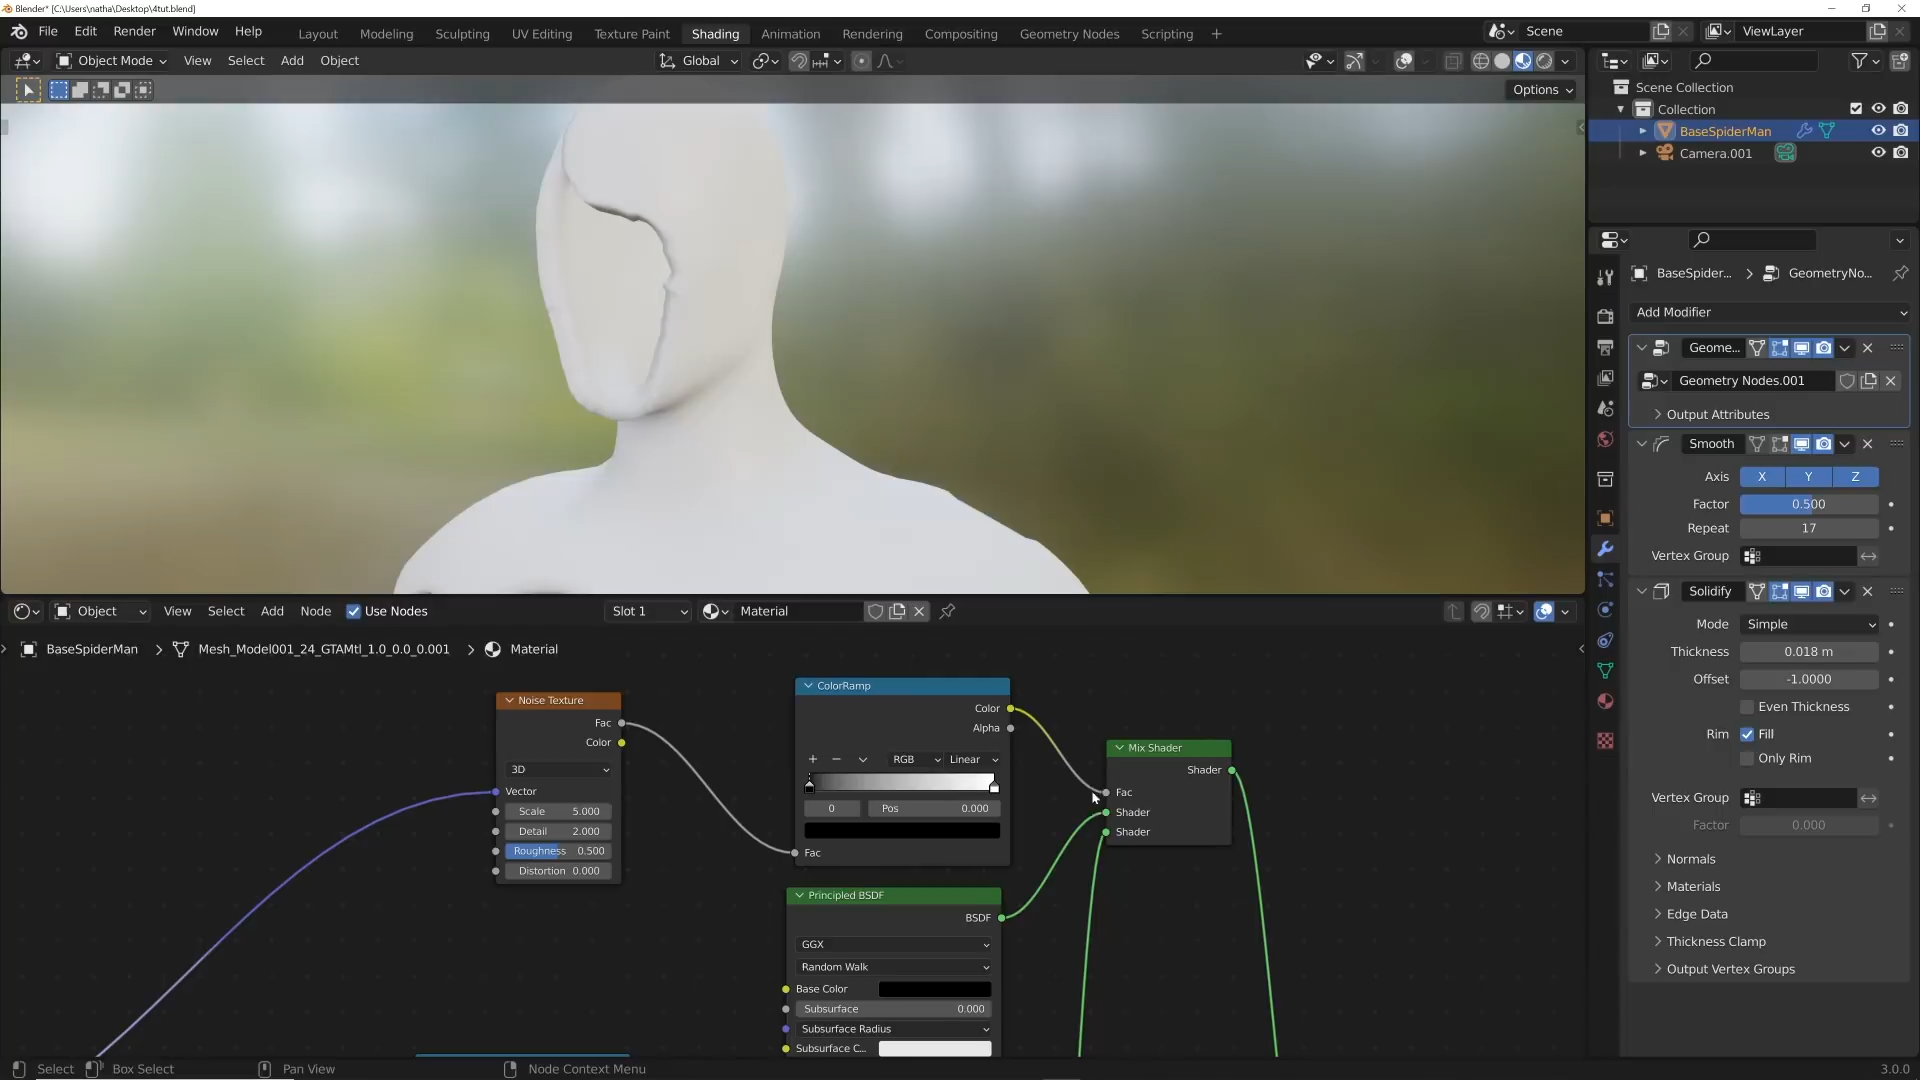 Blender* [C:\Users\natha\Desktop\4tut.blend]
File Edit Render Window Help Layout Modeling Sculpting UV Editing Texture Paint Shading Animation Rendering Compositing Geometry Nodes Scripting + Scene ViewLayer
Object Mode View Select Add Object Global
Options
Scene Collection
Collection
BaseSpiderMan
Camera.001
BaseSpider... > GeometryNo...
Add Modifier
Geome...
Geometry Nodes.001
Output Attributes
Smooth
Axis X Y Z
Factor 0.500
Repeat 17
Vertex Group
Solidify
Mode Simple
Thickness 0.018 m
Offset -1.0000
Even Thickness
Rim Fill
Only Rim
Vertex Group
Factor 0.000
Normals
Materials
Edge Data
Thickness Clamp
Output Vertex Groups
Object View Select Add Node Use Nodes Slot 1 Material
BaseSpiderMan > Mesh_Model001_24_GTAMtl_1.0_0.0_0.001 > Material
Noise Texture
Fac
Color
3D
Vector
Scale 5.000
Detail 2.000
Roughness 0.500
Distortion 0.000
ColorRamp
Color
Alpha
+ − RGB Linear
0 Pos 0.000
Fac
Mix Shader
Shader
Fac
Shader
Shader
Principled BSDF
BSDF
GGX
Random Walk
Base Color
Subsurface 0.000
Subsurface Radius
Subsurface C...
Select Box Select Pan View Node Context Menu 3.0.0